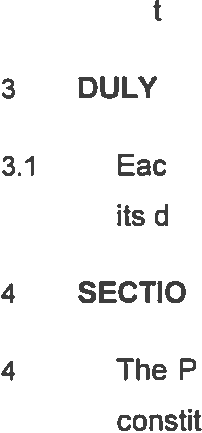 t
3 DULY
3.1 Eac
its d
4 SECTIO
4 The P
constit